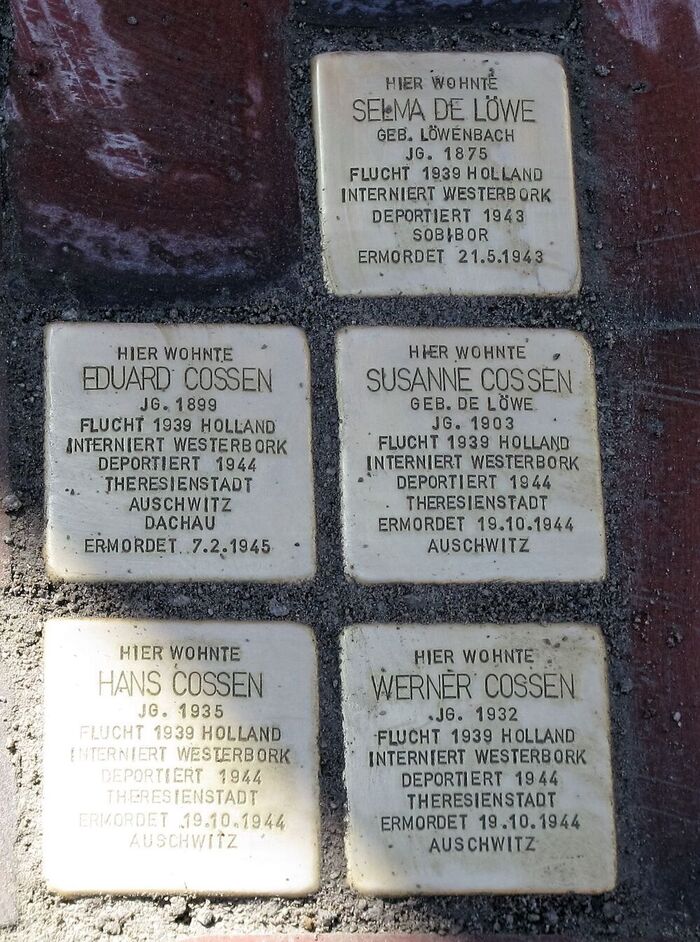 HIER WOHNTE
SELMA DE LÖWE
GEB. LÖWENBACH
JG. 1875
FLUCHT 1939 HOLLAND
INTERNIERT WESTERBORK
DEPORTIERT 1943
SOBIBOR
ERMORDET 21.5.1943
HIER WOHNTE
EDUARD COSSEN
JG. 1899
FLUCHT 1939 HOLLAND
INTERNIERT WESTERBORK
DEPORTIERT 1944
THERESIENSTADT
AUSCHWITZ
DACHAU
ERMORDET 7.2.1945
HIER WOHNTE
SUSANNE COSSEN
GEB. DE LÖWE
JG. 1903
FLUCHT 1939 HOLLAND
INTERNIERT WESTERBORK
DEPORTIERT 1944
THERESIENSTADT
ERMORDET 19.10.1944
AUSCHWITZ
HIER WOHNTE
HANS COSSEN
JG. 1935
FLUCHT 1939 HOLLAND
INTERNIERT WESTERBORK
DEPORTIERT 1944
THERESIENSTADT
ERMORDET 19.10.1944
AUSCHWITZ
HIER WOHNTE
WERNER COSSEN
JG. 1932
FLUCHT 1939 HOLLAND
INTERNIERT WESTERBORK
DEPORTIERT 1944
THERESIENSTADT
ERMORDET 19.10.1944
AUSCHWITZ